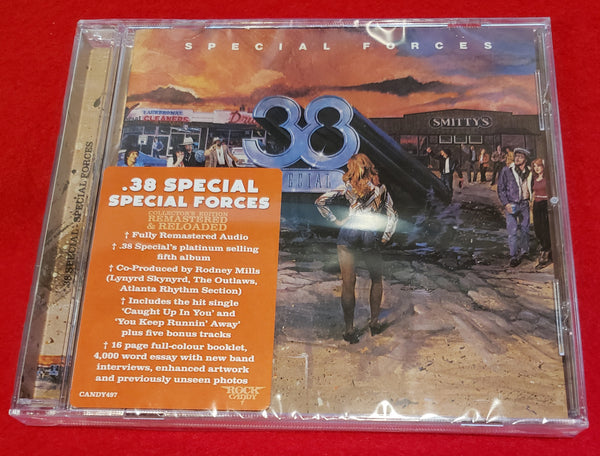 SPECIAL FORCES
CLEANERS
SMITTY'S
38
SPECIAL
.38 SPECIAL: SPECIAL FORCES
.38 SPECIAL
SPECIAL FORCES
COLLECTOR'S EDITION
REMASTERED
& RELOADED
† Fully Remastered Audio
† .38 Special's platinum selling
fifth album
† Co-Produced by Rodney Mills
(Lynyrd Skynyrd, The Outlaws,
Atlanta Rhythm Section)
† Includes the hit single
'Caught Up In You' and
'You Keep Runnin' Away'
plus five bonus tracks
† 16 page full-colour booklet,
4,000 word essay with new band
interviews, enhanced artwork
and previously unseen photos
CANDY497
ROCK
CANDY